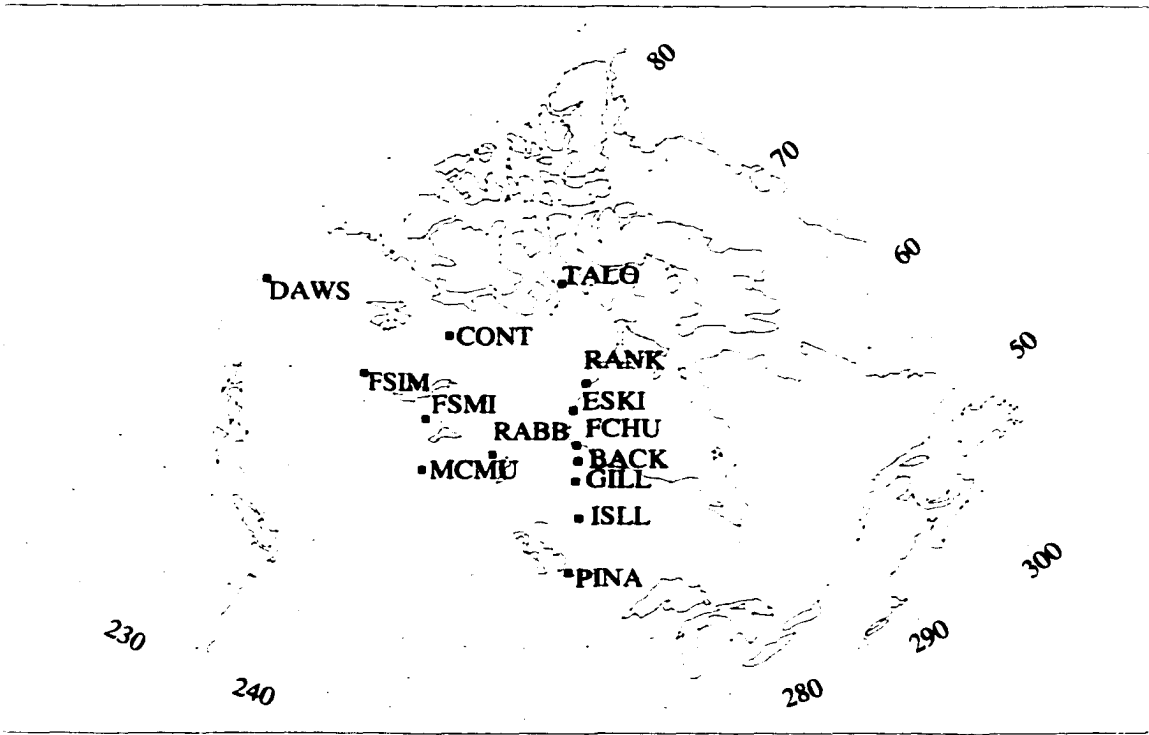 80
70
60
TALO
DAWS
CONT
50
RANK
FSIM
ESKI
FSMI
FCHU
RABB
BACK
MCMU
GILL
ISLL
300
PINA
230
290
240
280